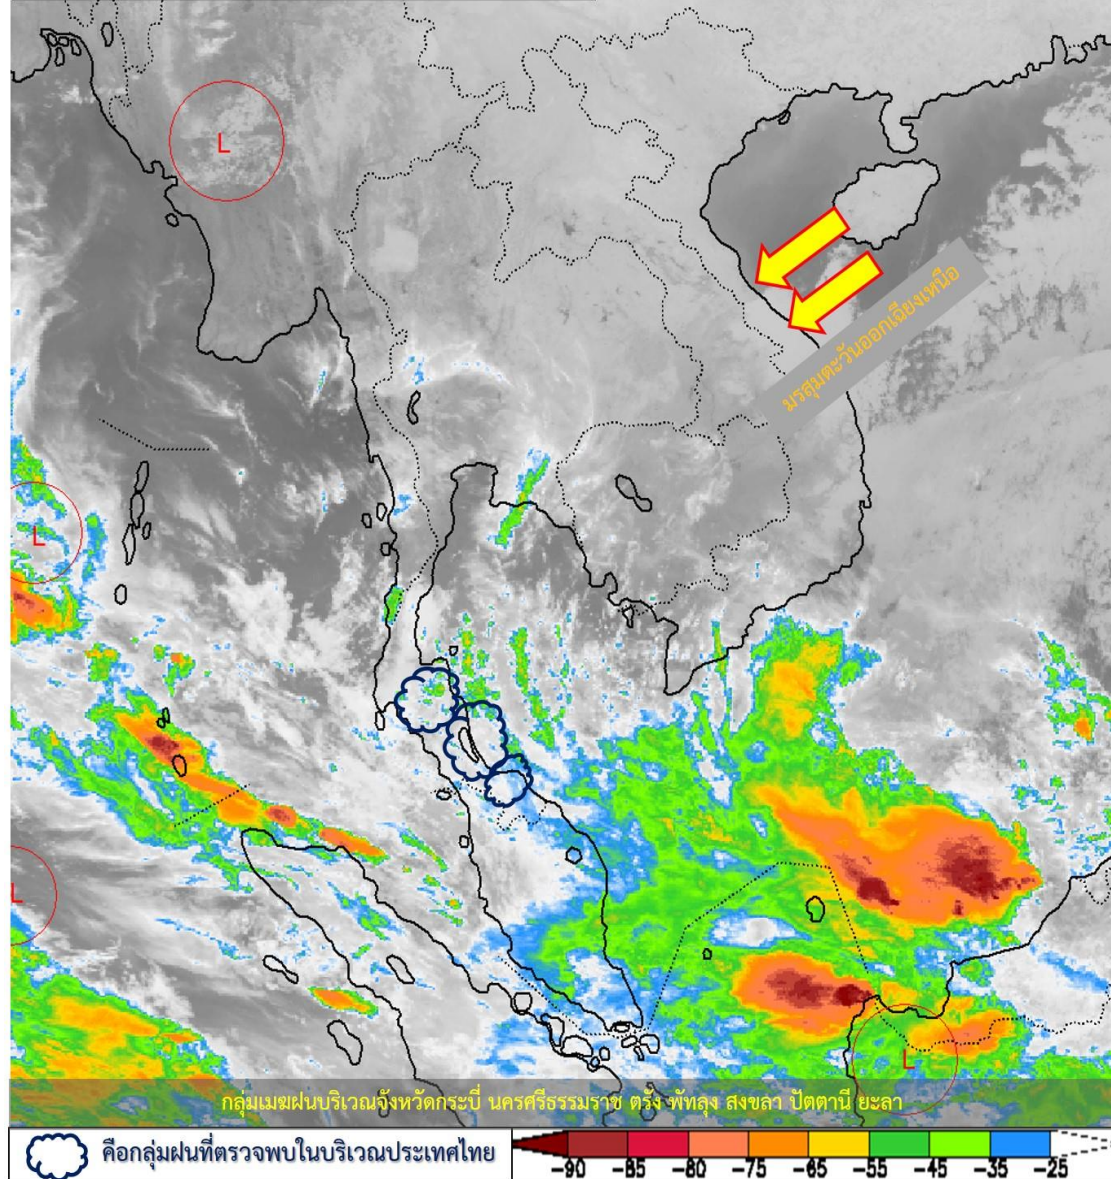 L
มรสุมตะวันออกเฉียงเหนือ
L
L
L
กลุ่มเมฆฝนบริเวณจังหวัดกระบี่ นครศรีธรรมราช ตรัง พัทลุง สงขลา ปัตตานี ยะลา
คือกลุ่มฝนที่ตรวจพบในบริเวณประเทศไทย
-90 -85 -80 -75 -65 -55 -45 -35 -25